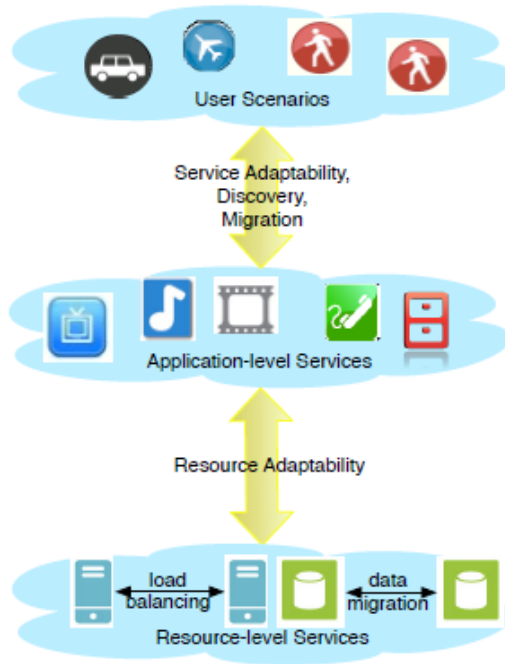 User Scenarios
Service Adaptability,
Discovery,
Migration
Application-level Services
Resource Adaptability
load
balancing
data
migration
Resource-level Services